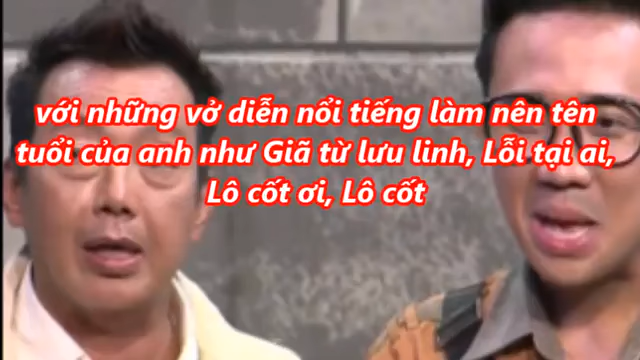 với những vở diễn nổi tiếng làm nên tên
tuổi của anh như Giã từ lưu linh, Lỗi tại ai,
Lô cốt ơi, Lô cốt